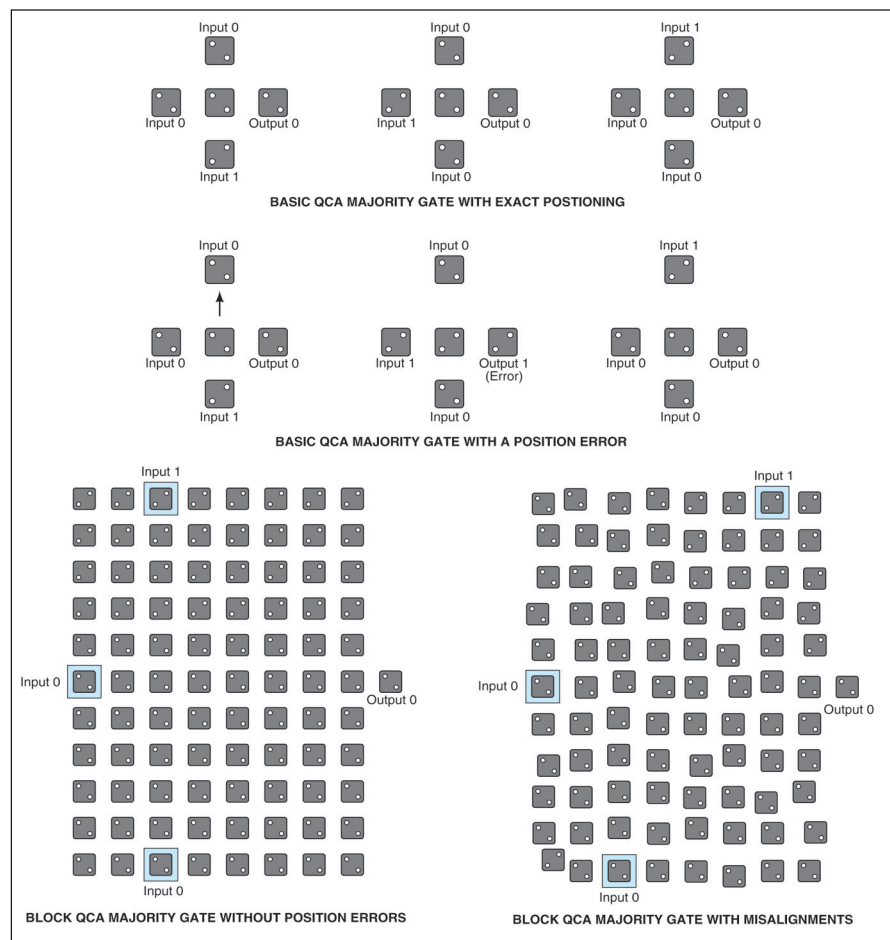 Input 0
Input 0
Input 1
Input 0
Output 0
Input 1
Output 0
Input 0
Output 0
Input 1
Input 0
Input 0
BASIC QCA MAJORITY GATE WITH EXACT POSTIONING
Input 0
Input 0
Input 1
Input 0
Output 0
Input 1
Output 1
(Error)
Input 0
Output 0
Input 1
Input 0
Input 0
BASIC QCA MAJORITY GATE WITH A POSITION ERROR
Input 1
Input 0
Output 0
Input 0
BLOCK QCA MAJORITY GATE WITHOUT POSITION ERRORS
Input 1
Input 0
Output 0
Input 0
BLOCK QCA MAJORITY GATE WITH MISALIGNMENTS